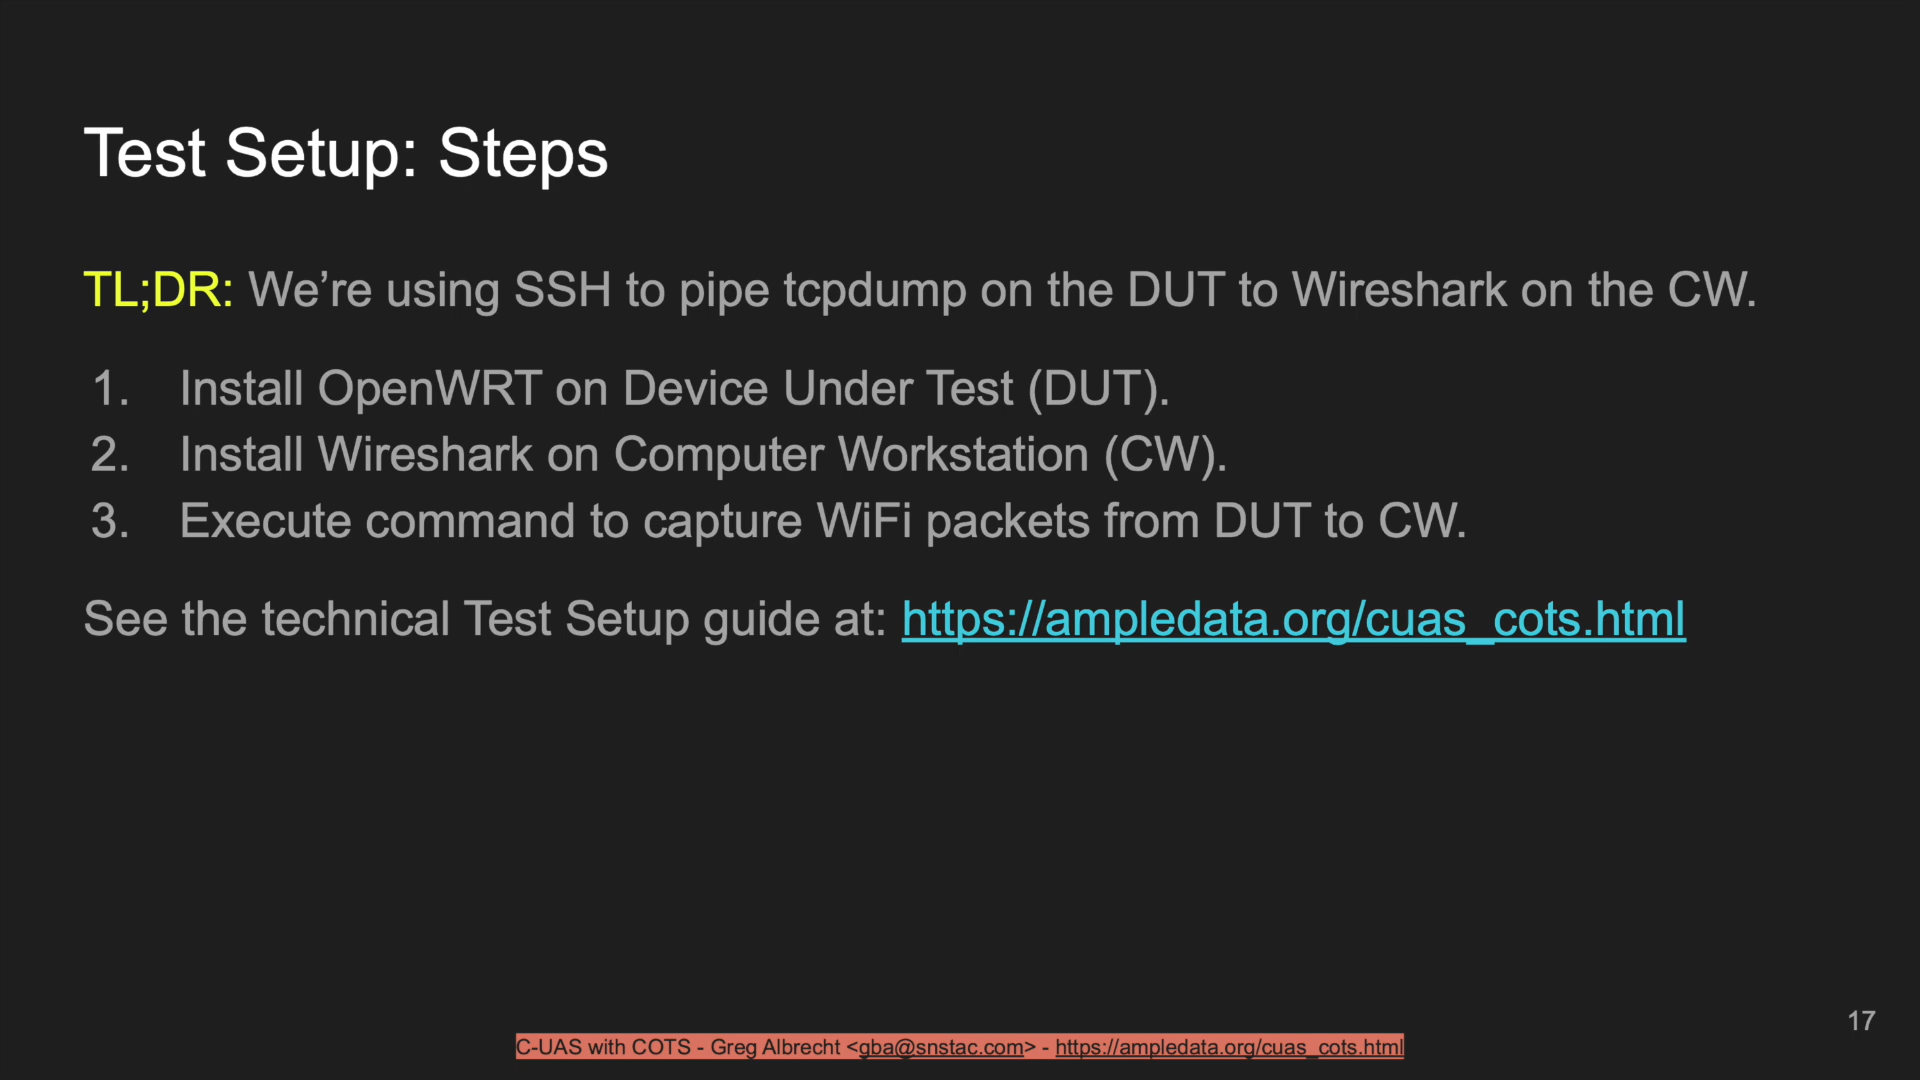 Test Setup: Steps
TL;DR: We’re using SSH to pipe tcpdump on the DUT to Wireshark on the CW.
1. Install OpenWRT on Device Under Test (DUT).
2. Install Wireshark on Computer Workstation (CW).
3. Execute command to capture WiFi packets from DUT to CW.
See the technical Test Setup guide at: https://ampledata.org/cuas_cots.html
17
C-UAS with COTS - Greg Albrecht <gba@snstac.com> - https://ampledata.org/cuas_cots.html